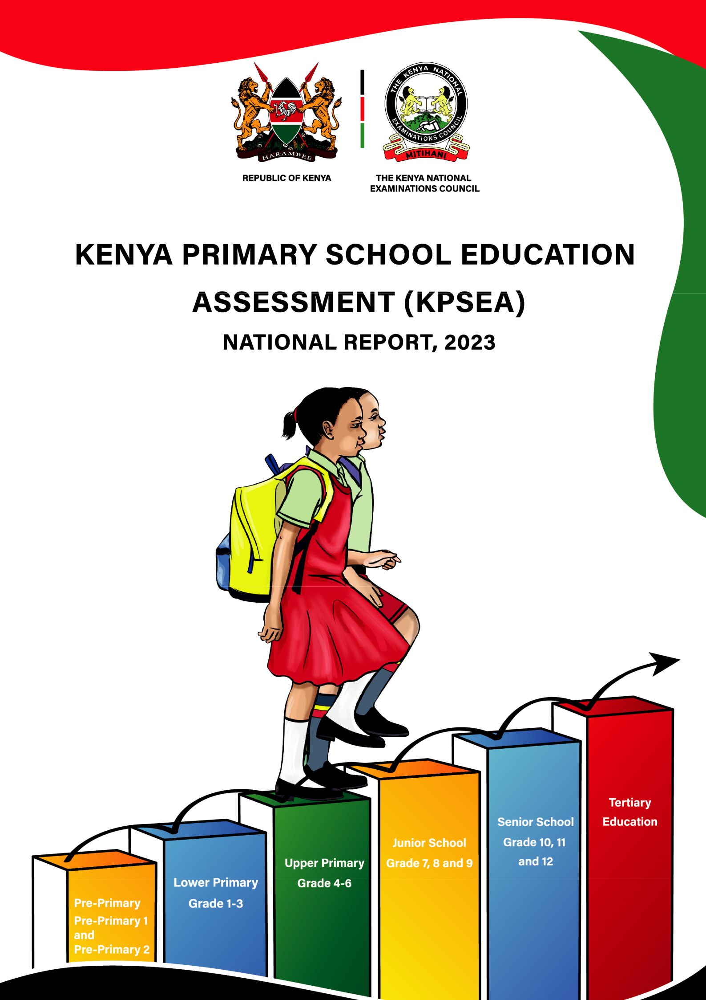 HARAMBEE
THE KENYA NATIONAL
EXAMINATIONS COUNCIL
MITIHANI
REPUBLIC OF KENYA
THE KENYA NATIONAL
EXAMINATIONS COUNCIL
KENYA PRIMARY SCHOOL EDUCATION
ASSESSMENT (KPSEA)
NATIONAL REPORT, 2023
Pre-Primary
Pre-Primary 1
and
Pre-Primary 2
Lower Primary
Grade 1-3
Upper Primary
Grade 4-6
Junior School
Grade 7, 8 and 9
Senior School
Grade 10, 11
and 12
Tertiary
Education